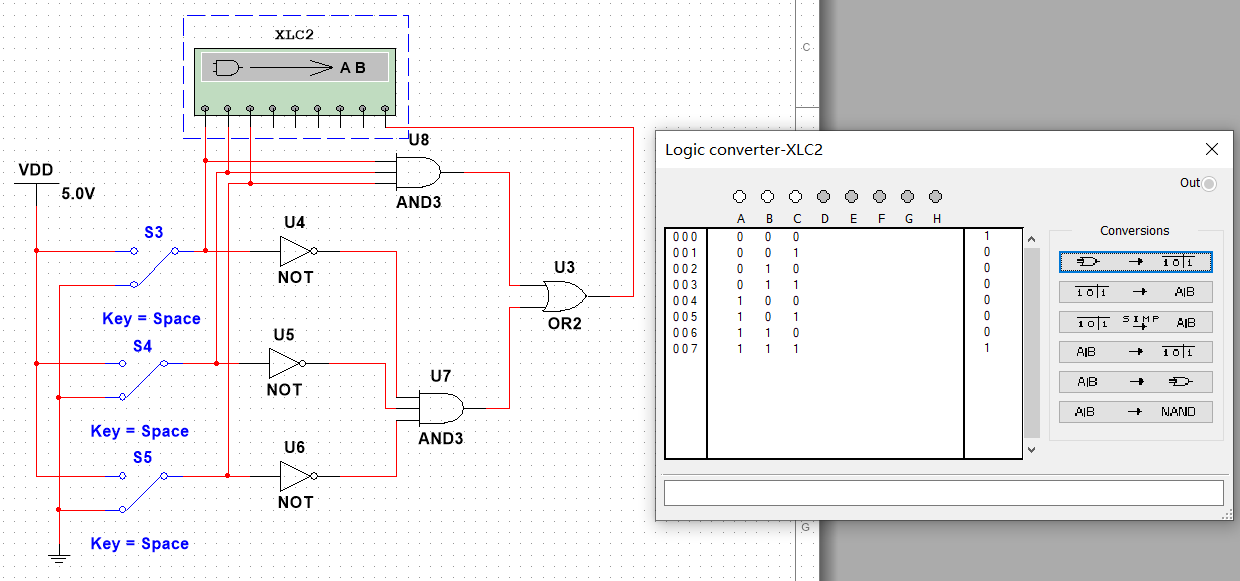 XLC2
A B
U8
AND3
VDD
5.0V
S3
U4
NOT
Key = Space
S4
U5
NOT
Key = Space
S5
U6
NOT
Key = Space
U7
AND3
U3
OR2
C
G
Logic converter-XLC2
Out
A B C D E F G H
000 0 0 0 1
001 0 0 1 0
002 0 1 0 0
003 0 1 1 0
004 1 0 0 0
005 1 0 1 0
006 1 1 0 0
007 1 1 1 1
Conversions
→ 1 0 | 1
1 0 | 1 → A|B
1 0 | 1 SIMP → A|B
A|B → 1 0 | 1
A|B →
A|B → NAND